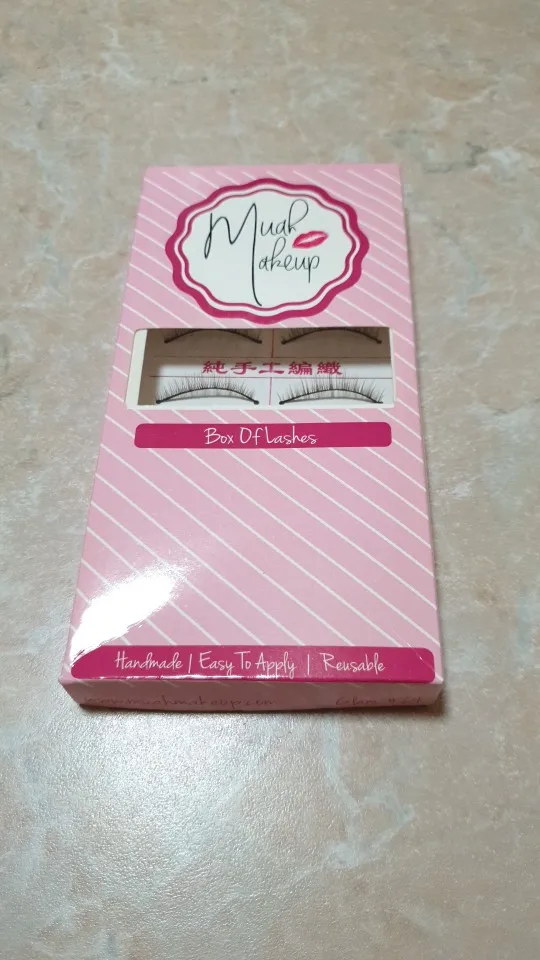 Muah
Makeup
純手工編織
Box Of Lashes
Handmade | Easy To Apply | Reusable